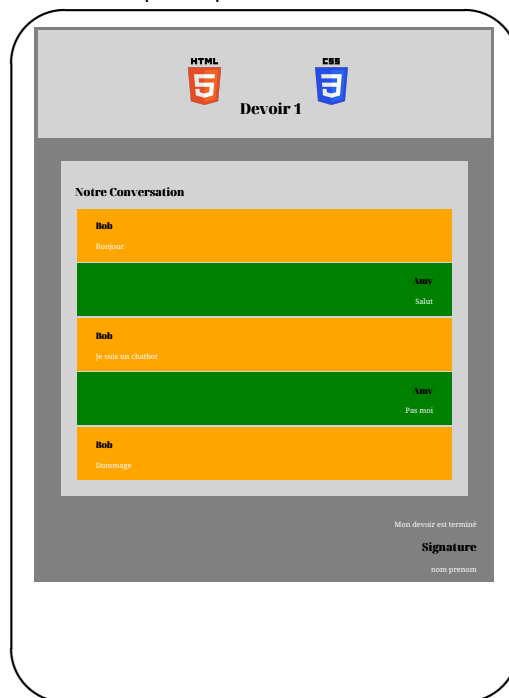 HTML
CSS
Devoir 1
Notre Conversation
Bob
Bonjour
Amy
Salut
Bob
Je suis un chatbot
Amy
Pas moi
Bob
Dommage
Mon devoir est terminé
Signature
nom prenom